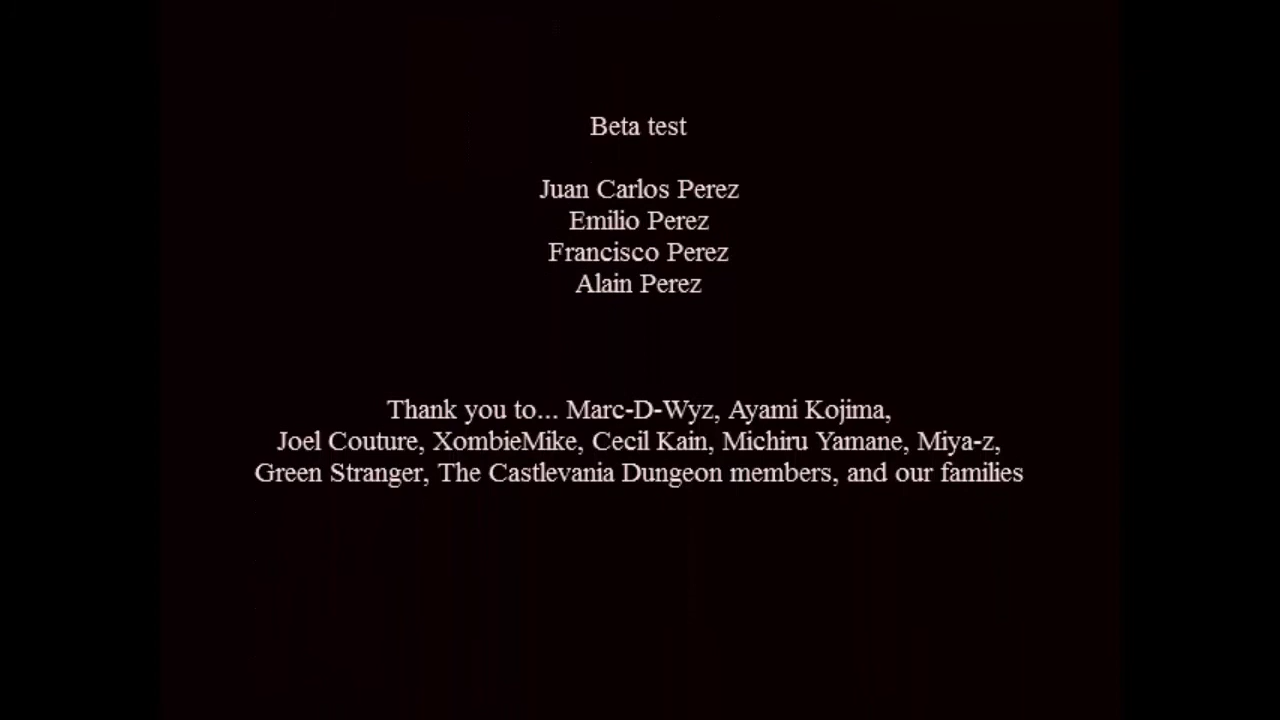 Beta test
Juan Carlos Perez
Emilio Perez
Francisco Perez
Alain Perez
Thank you to... Marc-D-Wyz, Ayami Kojima,
Joel Couture, XombieMike, Cecil Kain, Michiru Yamane, Miya-z,
Green Stranger, The Castlevania Dungeon members, and our families